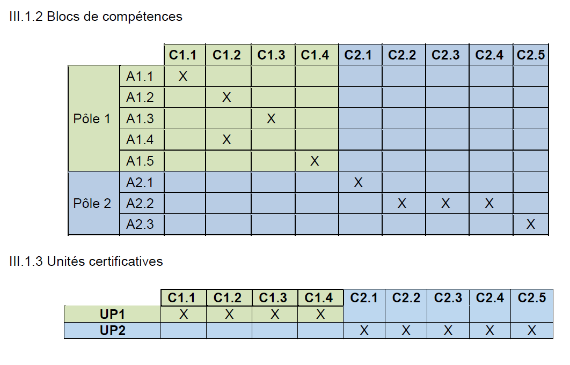 III.1.2 Blocs de compétences
C1.1 C1.2 C1.3 C1.4 C2.1 C2.2 C2.3 C2.4 C2.5
A1.1 X
A1.2 X
Pôle 1 A1.3 X
A1.4 X
A1.5 X
A2.1 X
Pôle 2 A2.2 X X X
A2.3 X
III.1.3 Unités certificatives
C1.1 C1.2 C1.3 C1.4 C2.1 C2.2 C2.3 C2.4 C2.5
UP1 X X X X
UP2 X X X X X